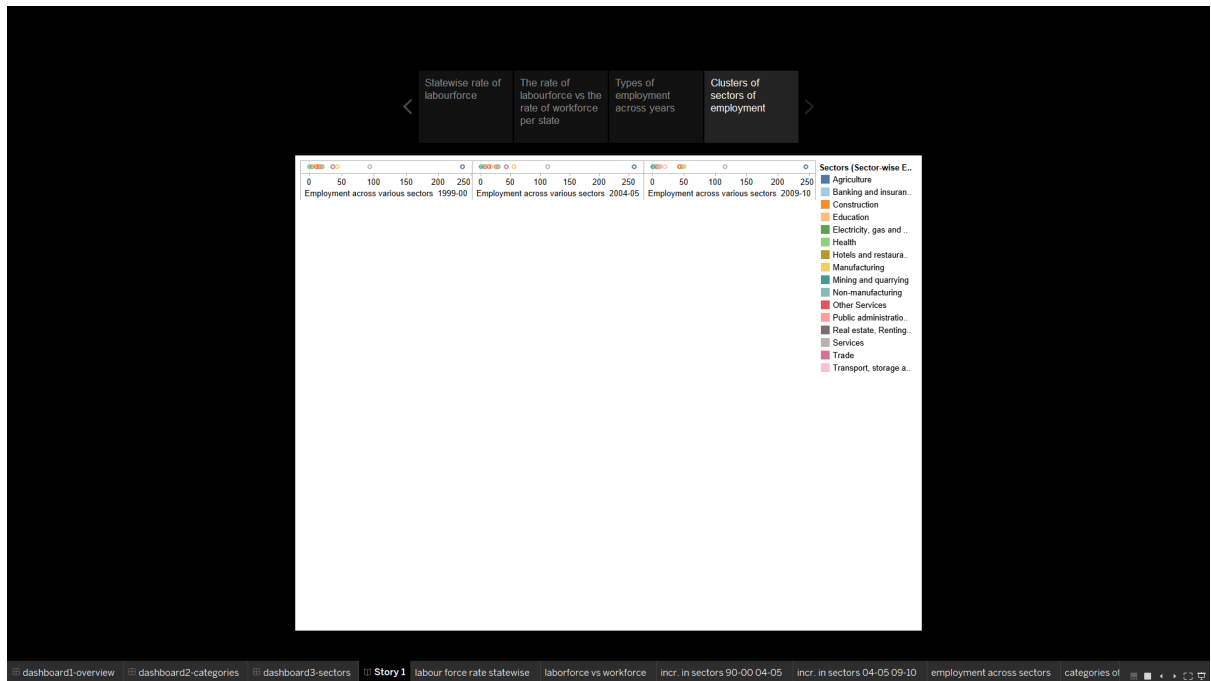 Statewise rate of
labourforce
The rate of
labourforce vs the
rate of workforce
per state
Types of
employment
across years
Clusters of
sectors of
employment
0 50 100 150 200 250
Employment across various sectors 1999-00
0 50 100 150 200 250
Employment across various sectors 2004-05
0 50 100 150 200 250
Employment across various sectors 2009-10
Sectors (Sector-wise E..
Agriculture
Banking and insuran..
Construction
Education
Electricity, gas and ..
Health
Hotels and restaura..
Manufacturing
Mining and quarrying
Non-manufacturing
Other Services
Public administratio..
Real estate, Renting..
Services
Trade
Transport, storage a..
dashboard1-overview
dashboard2-categories
dashboard3-sectors
Story 1
labour force rate statewise
laborforce vs workforce
incr. in sectors 90-00 04-05
incr. in sectors 04-05 09-10
employment across sectors
categories of